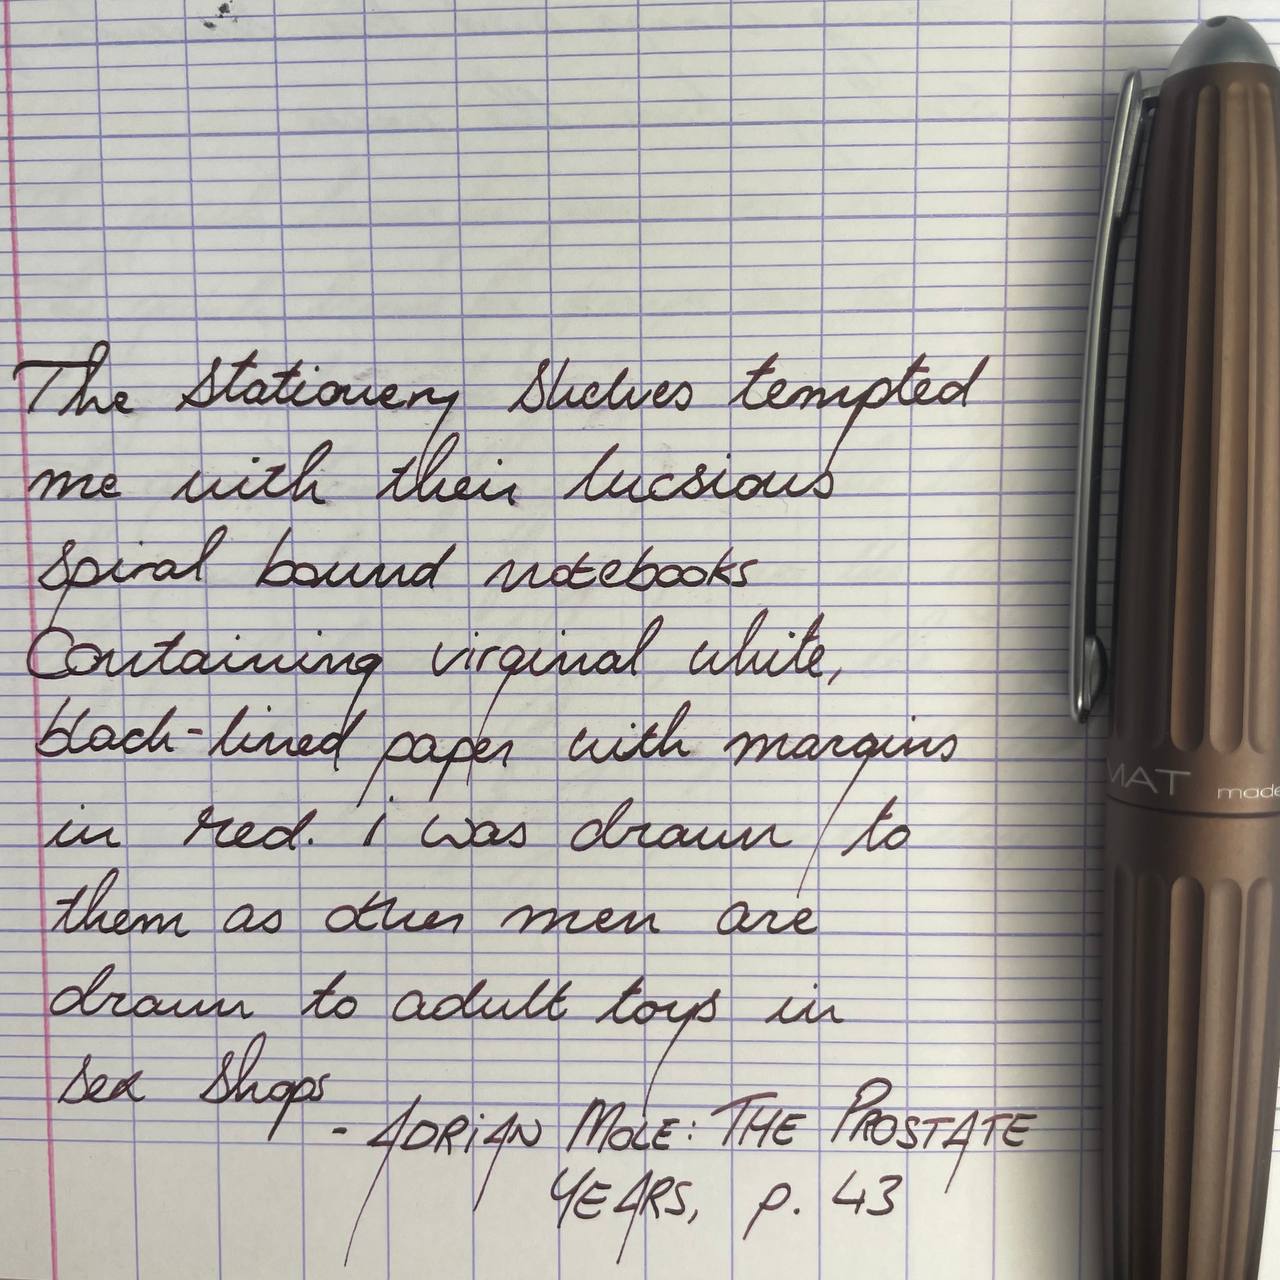 The stationery shelves tempted
me with their lucsious
spiral bound notebooks
Containing virginal white,
black-lined paper with margins
in red. i was drawn to
them as other men are
drawn to adult toys in
sex shops
- ADRiAN MOLE: THE PROSTATE
YEARS, p. 43
MAT made